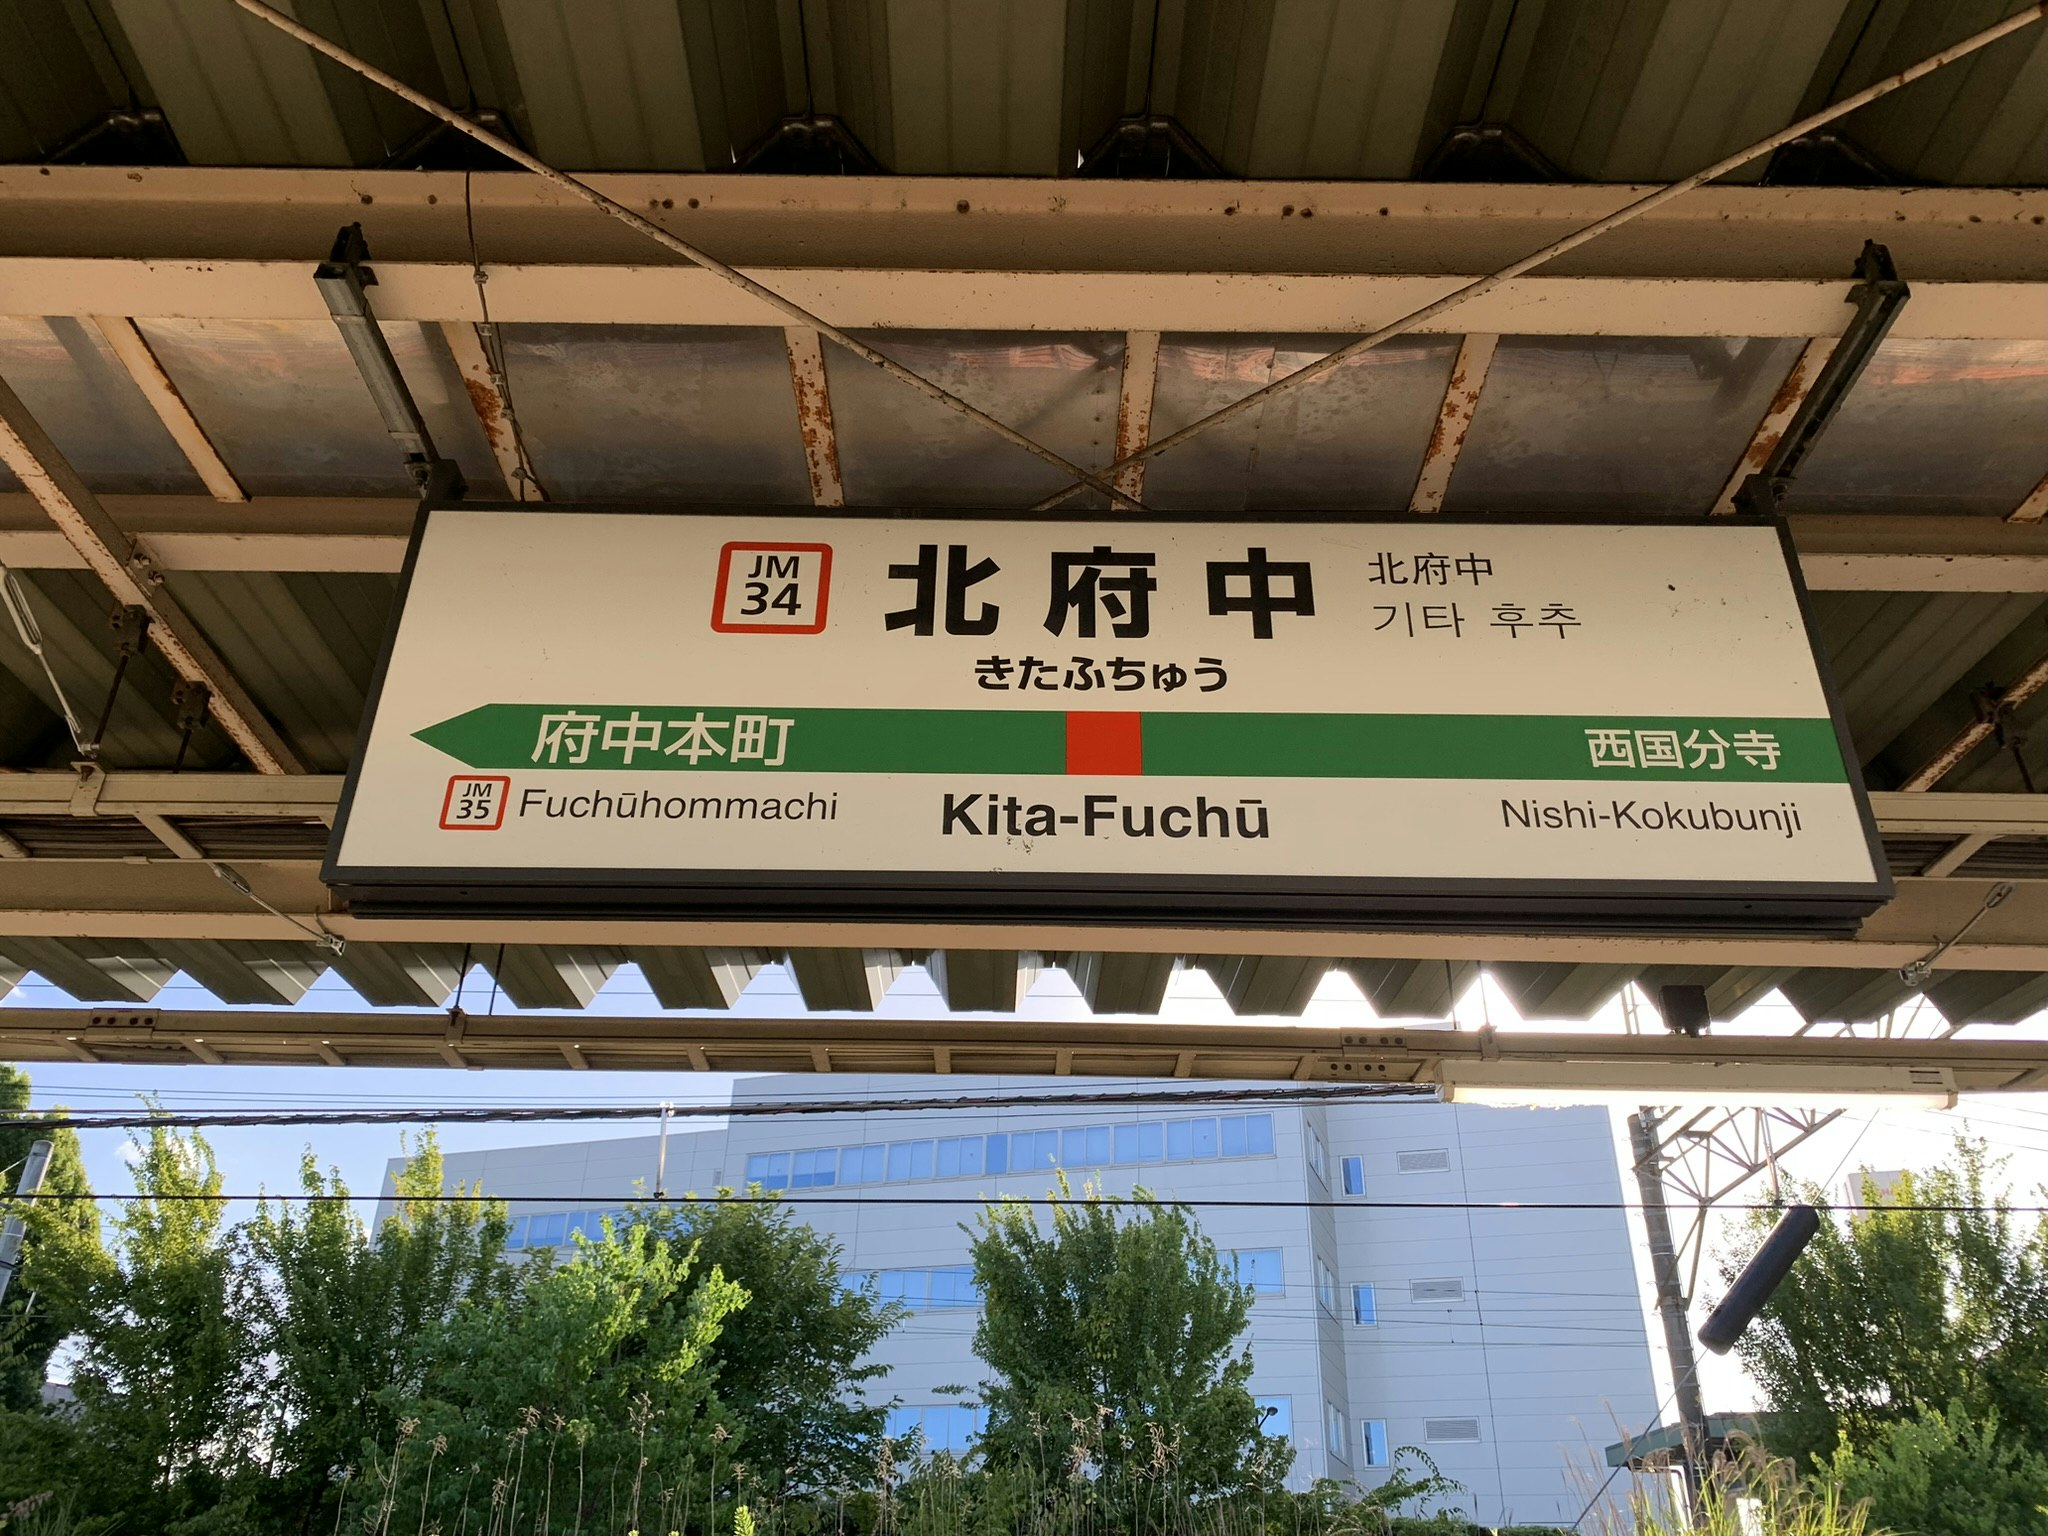 JM
34
北府中
北府中
기타 후추
きたふちゅう
府中本町
西国分寺
JM
35
Fuchūhommachi
Kita-Fuchū
Nishi-Kokubunji